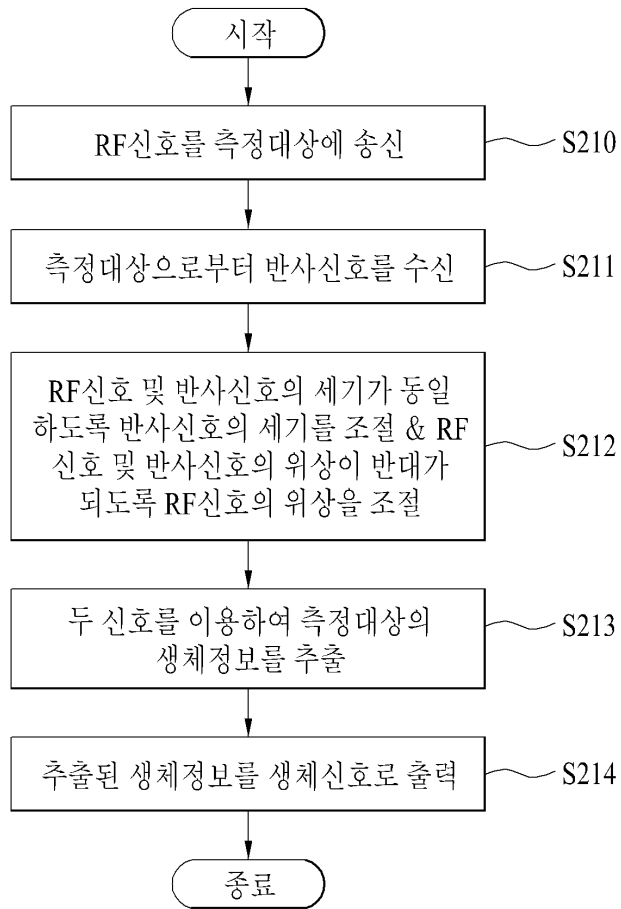 시작
RF신호를 측정대상에 송신
S210
측정대상으로부터 반사신호를 수신
S211
RF신호 및 반사신호의 세기가 동일
하도록 반사신호의 세기를 조절 & RF
신호 및 반사신호의 위상이 반대가
되도록 RF신호의 위상을 조절
S212
두 신호를 이용하여 측정대상의
생체정보를 추출
S213
추출된 생체정보를 생체신호로 출력
S214
종료